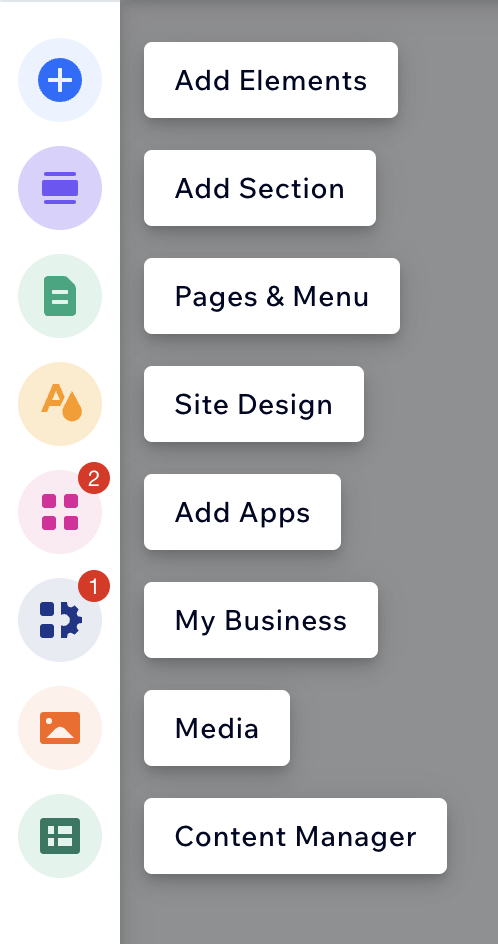 Add Elements
Add Section
Pages & Menu
Site Design
2
Add Apps
1
My Business
Media
Content Manager